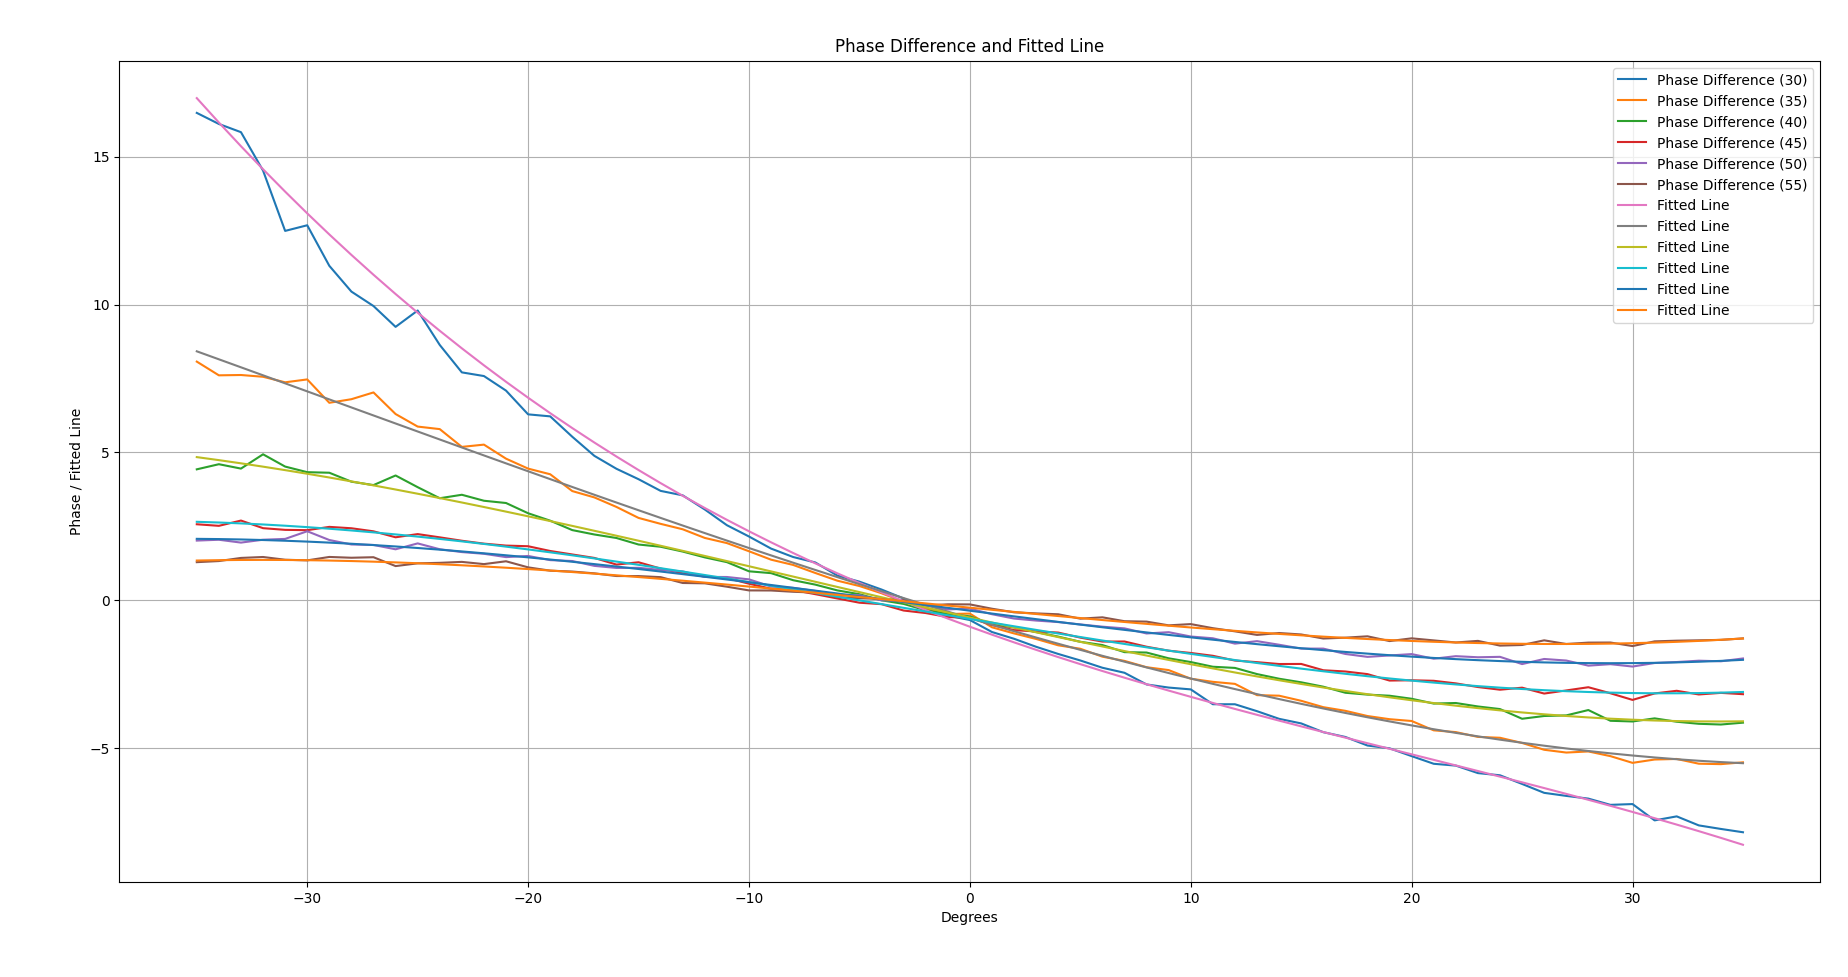 Phase Difference and Fitted Line
Phase Difference (30)
Phase Difference (35)
Phase Difference (40)
Phase Difference (45)
Phase Difference (50)
Phase Difference (55)
Fitted Line
Fitted Line
Fitted Line
Fitted Line
Fitted Line
Fitted Line
Phase / Fitted Line
15
10
5
0
−5
−30
−20
−10
0
10
20
30
Degrees